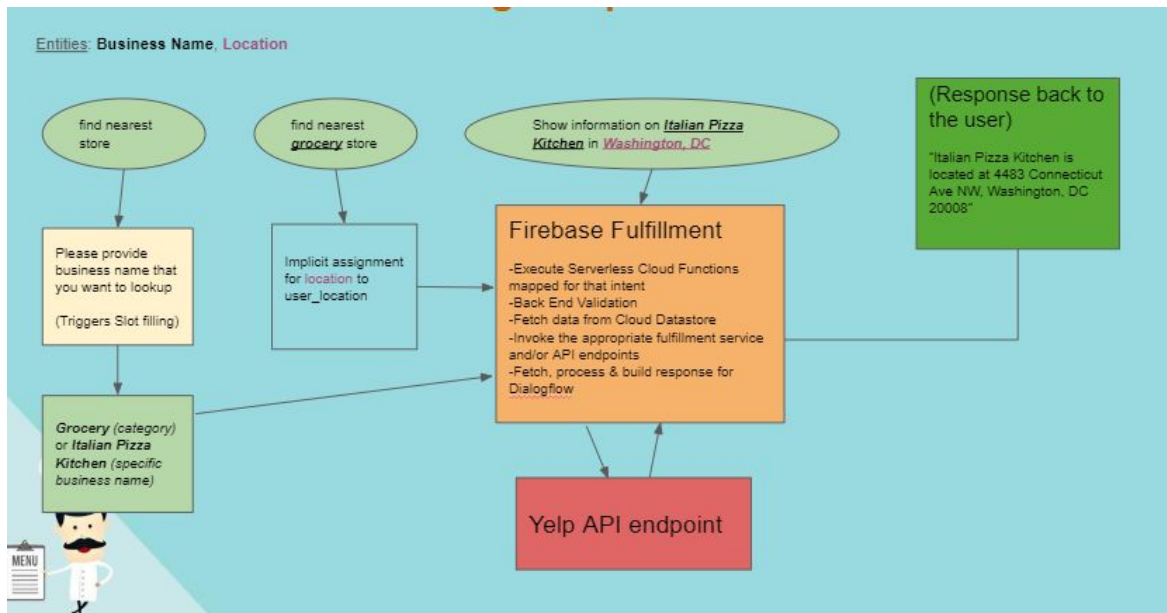 Entities: Business Name, Location
find nearest
store
find nearest
grocery store
Show information on Italian Pizza
Kitchen in Washington, DC
(Response back to
the user)
"Italian Pizza Kitchen is
located at 4483 Connecticut
Ave NW, Washington, DC
20008"
Please provide
business name that
you want to lookup
(Triggers Slot filling)
Implicit assignment
for location to
user_location
Firebase Fulfillment
-Execute Serverless Cloud Functions
mapped for that intent
-Back End Validation
-Fetch data from Cloud Datastore
-Invoke the appropriate fulfillment service
and/or API endpoints
-Fetch, process & build response for
Dialogflow
Grocery (category)
or Italian Pizza
Kitchen (specific
business name)
Yelp API endpoint
MENU